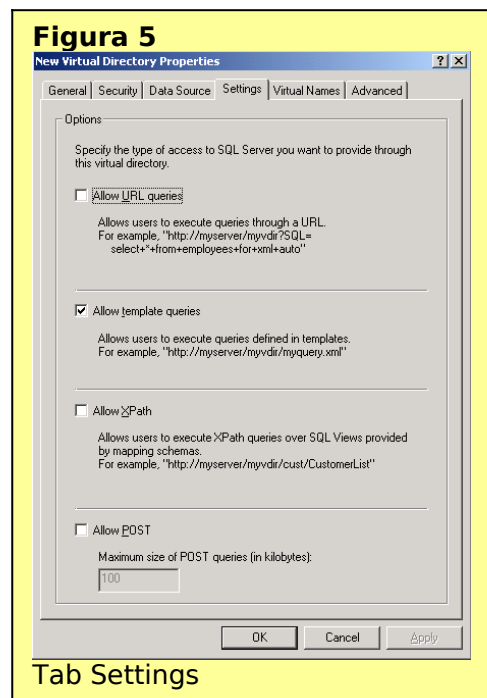 Figura 5
New Virtual Directory Properties
General Security Data Source Settings Virtual Names Advanced
Options
Specify the type of access to SQL Server you want to provide through
this virtual directory.
Allow URL queries
Allows users to execute queries through a URL.
For example, "http://myserver/myvdir?SQL=
select+*+from+employees+for+xml+auto"
Allow template queries
Allows users to execute queries defined in templates.
For example, "http://myserver/myvdir/myquery.xml"
Allow XPath
Allows users to execute XPath queries over SQL Views provided
by mapping schemas.
For example, "http://myserver/myvdir/cust/CustomerList"
Allow POST
Maximum size of POST queries (in kilobytes):
100
OK Cancel Apply
Tab Settings